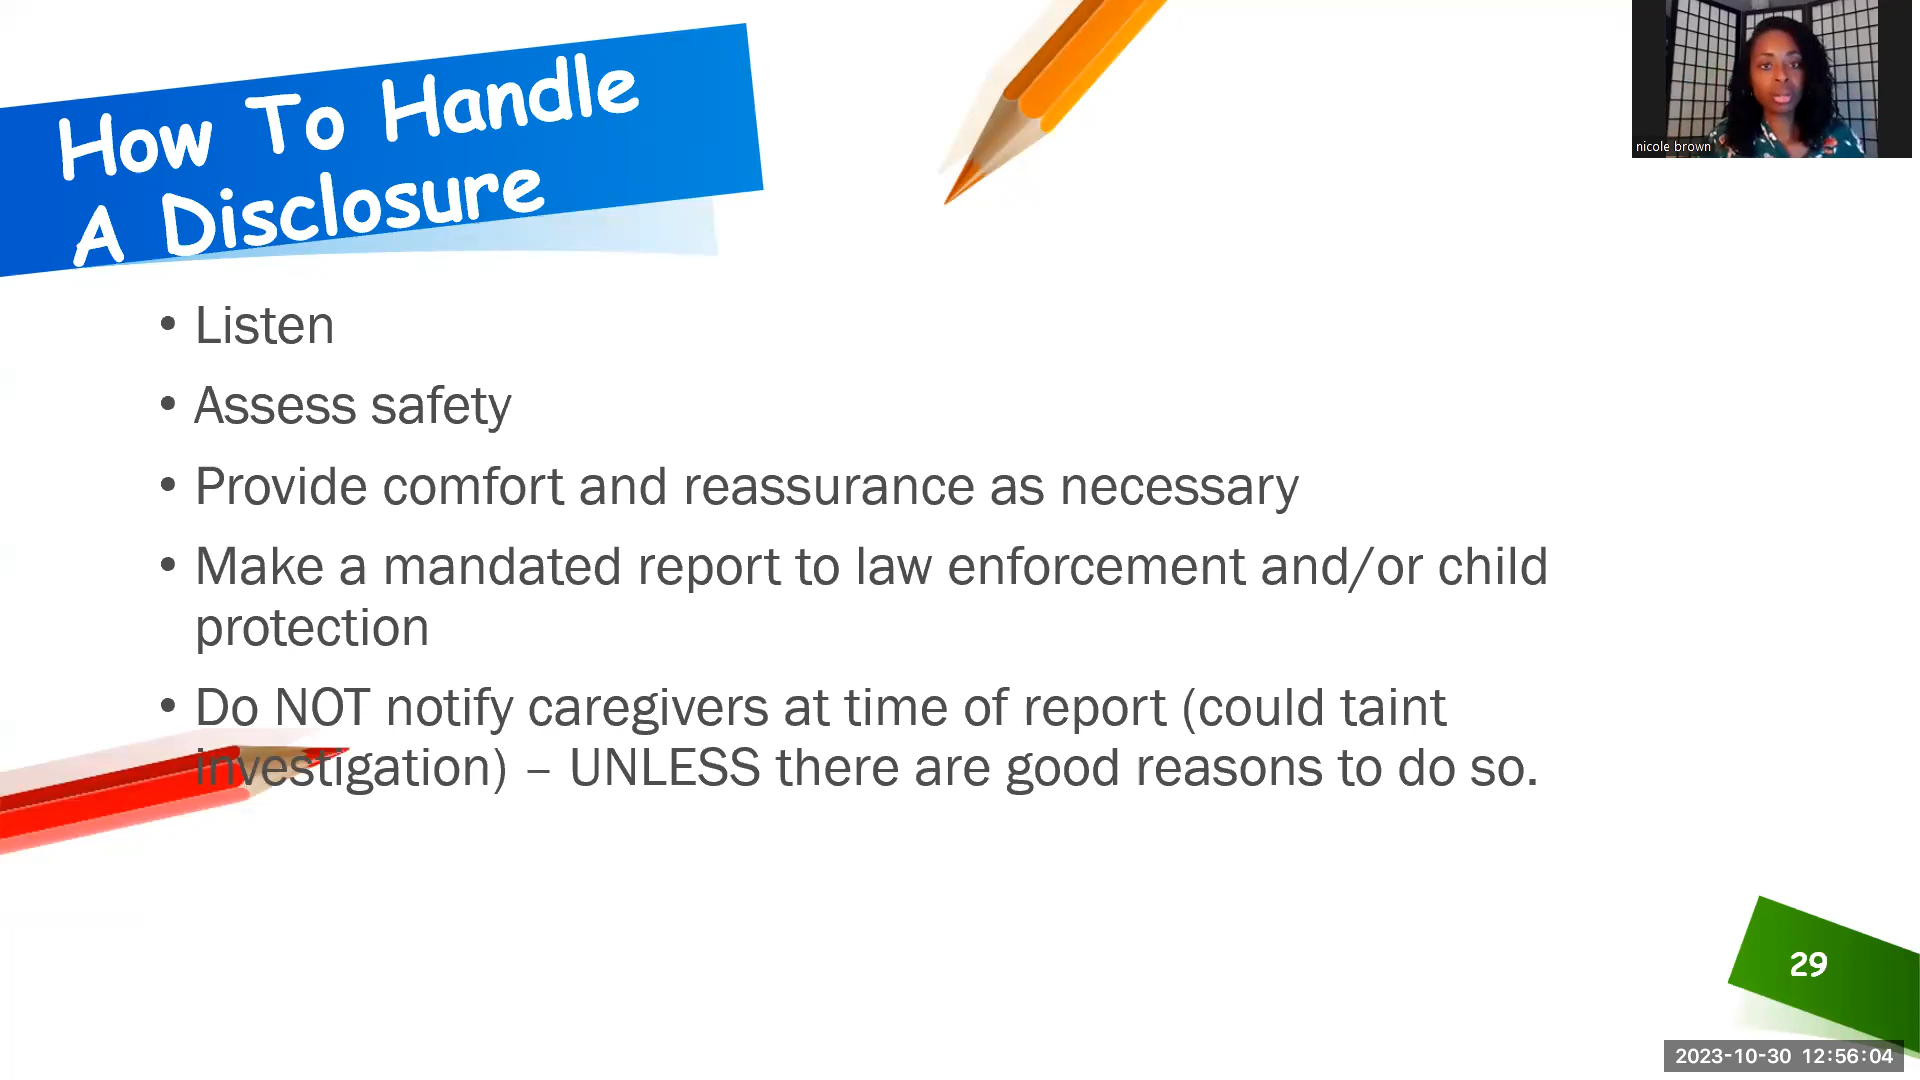 How To Handle
A Disclosure
nicole brown
• Listen
• Assess safety
• Provide comfort and reassurance as necessary
• Make a mandated report to law enforcement and/or child
protection
• Do NOT notify caregivers at time of report (could taint
investigation) – UNLESS there are good reasons to do so.
29
2023-10-30 12:56:04